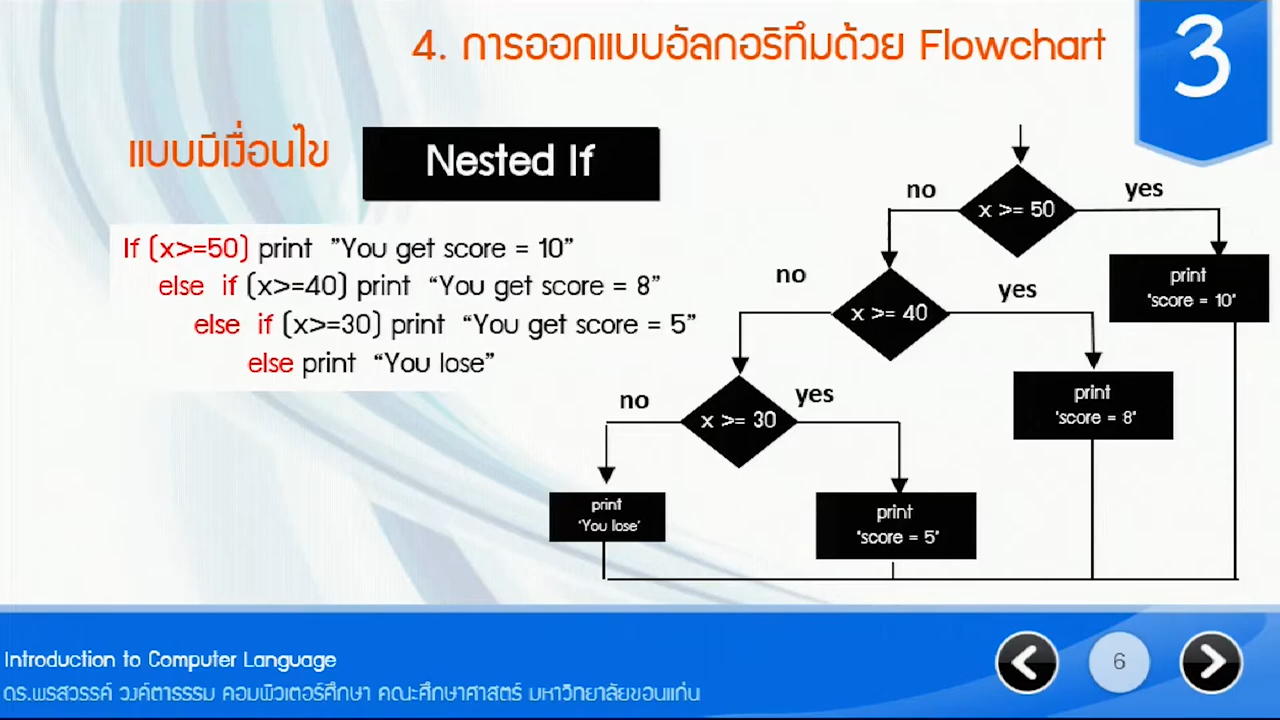 4. การออกแบบอัลกอริทึมด้วย Flowchart
3
แบบมีเงื่อนไข
Nested If
If (x>=50) print "You get score = 10"
else if (x>=40) print "You get score = 8"
else if (x>=30) print "You get score = 5"
else print "You lose"
x >= 50
no
yes
print
"score = 10"
x >= 40
no
yes
print
"score = 8"
x >= 30
no
yes
print
'You lose'
print
"score = 5"
Introduction to Computer Language
ดร.พรสวรรค์ วงค์ตาธรรม คอมพิวเตอร์ศึกษา คณะศึกษาศาสตร์ มหาวิทยาลัยขอนแก่น
6